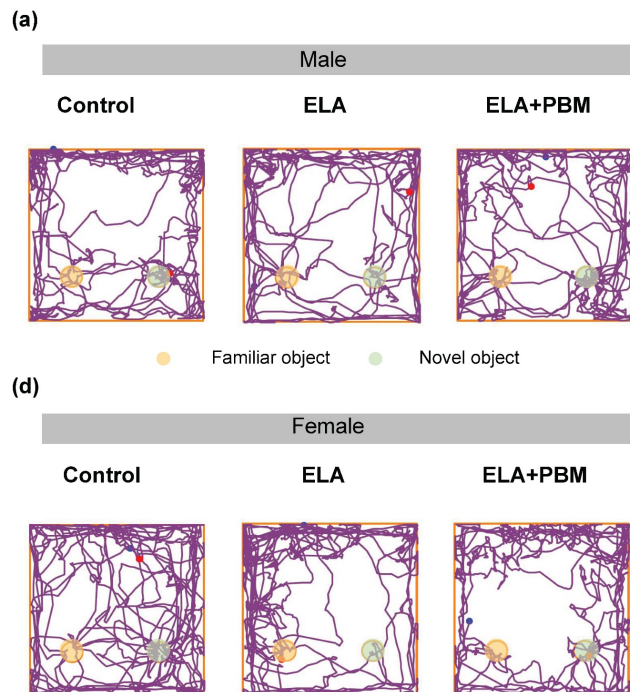 (a)
Male
Control ELA ELA+PBM
Familiar object Novel object
(d)
Female
Control ELA ELA+PBM